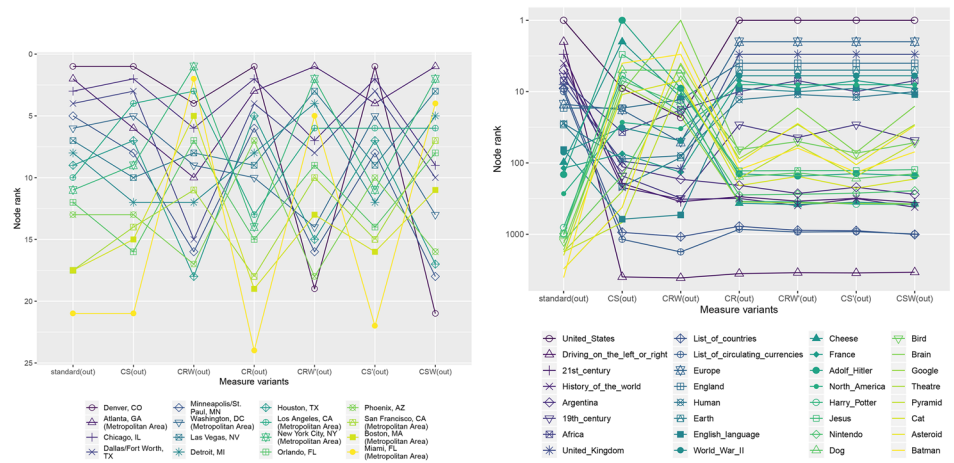 0
5
10
15
20
25
Node rank
standard(out)
CS(out)
CRW(out)
CR(out)
CRW'(out)
CS'(out)
CSW(out)
Measure variants
Denver, CO
Atlanta, GA
(Metropolitan Area)
Chicago, IL
Dallas/Fort Worth,
TX
Minneapolis/St.
Paul, MN
Washington, DC
(Metropolitan Area)
Las Vegas, NV
Detroit, MI
Houston, TX
Los Angeles, CA
(Metropolitan Area)
New York City, NY
(Metropolitan Area)
Orlando, FL
Phoenix, AZ
San Francisco, CA
(Metropolitan Area)
Boston, MA
(Metropolitan Area)
Miami, FL
(Metropolitan Area)
1
10
100
1000
Node rank
standard(out)
CS(out)
CRW(out)
CR(out)
CRW'(out)
CS'(out)
CSW(out)
Measure variants
United_States
Driving_on_the_left_or_right
21st_century
History_of_the_world
Argentina
19th_century
Africa
United_Kingdom
List_of_countries
List_of_circulating_currencies
Europe
England
Human
Earth
English_language
World_War_II
Cheese
France
Adolf_Hitler
North_America
Harry_Potter
Jesus
Nintendo
Dog
Bird
Brain
Google
Theatre
Pyramid
Cat
Asteroid
Batman